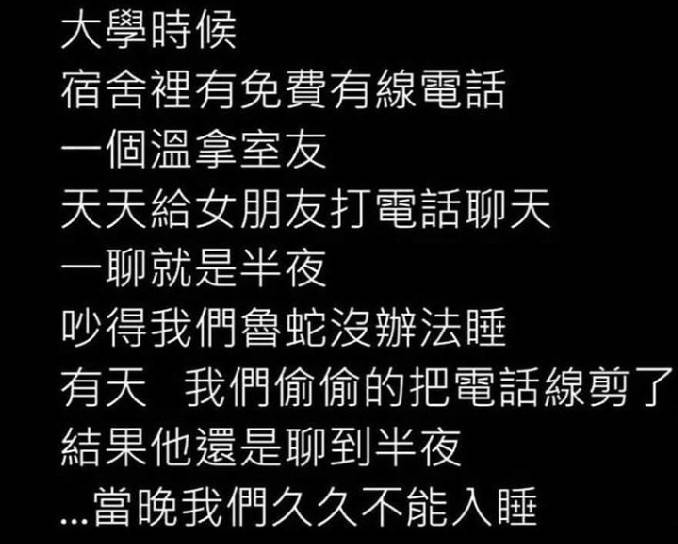 大學時候
宿舍裡有免費有線電話
一個溫拿室友
天天給女朋友打電話聊天
一聊就是半夜
吵得我們魯蛇沒辦法睡
有天 我們偷偷的把電話線剪了
結果他還是聊到半夜
...當晚我們久久不能入睡